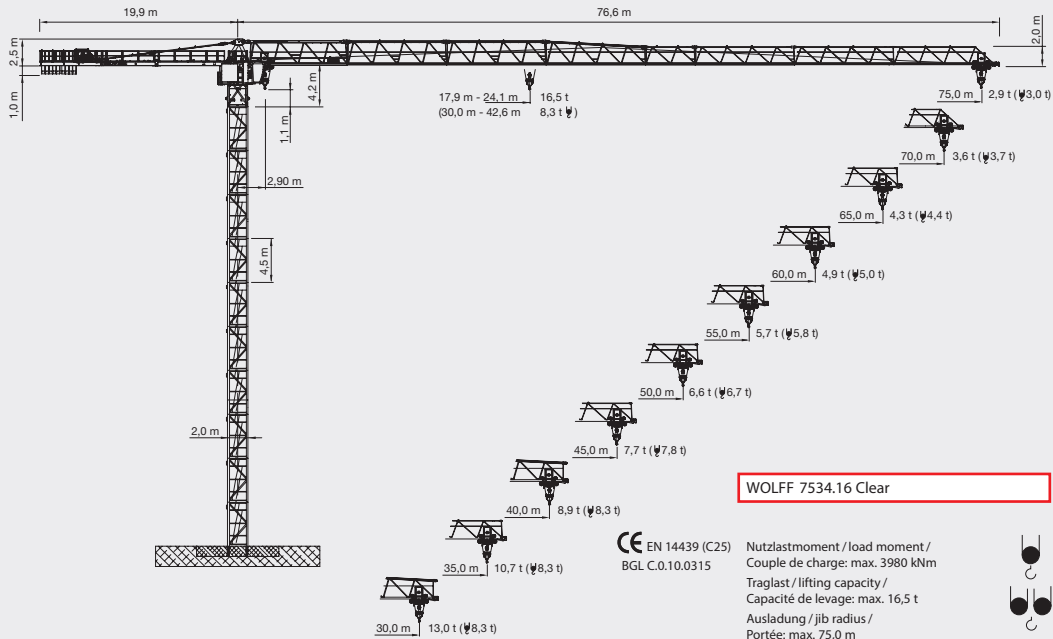 19,9 m
76,6 m
2,5 m
1,0 m
2,0 m
4,2 m
1,1 m
2,90 m
17,9 m - 24,1 m 16,5 t
(30,0 m - 42,6 m 8,3 t)
75,0 m 2,9 t (3,0 t)
70,0 m 3,6 t (3,7 t)
65,0 m 4,3 t (4,4 t)
4,5 m
60,0 m 4,9 t (5,0 t)
55,0 m 5,7 t (5,8 t)
50,0 m 6,6 t (6,7 t)
2,0 m
45,0 m 7,7 t (7,8 t)
40,0 m 8,9 t (8,3 t)
35,0 m 10,7 t (8,3 t)
30,0 m 13,0 t (8,3 t)
WOLFF 7534.16 Clear
CE EN 14439 (C25)
BGL C.0.10.0315
Nutzlastmoment / load moment /
Couple de charge: max. 3980 kNm
Traglast / lifting capacity /
Capacité de levage: max. 16,5 t
Ausladung / jib radius /
Portée: max. 75,0 m